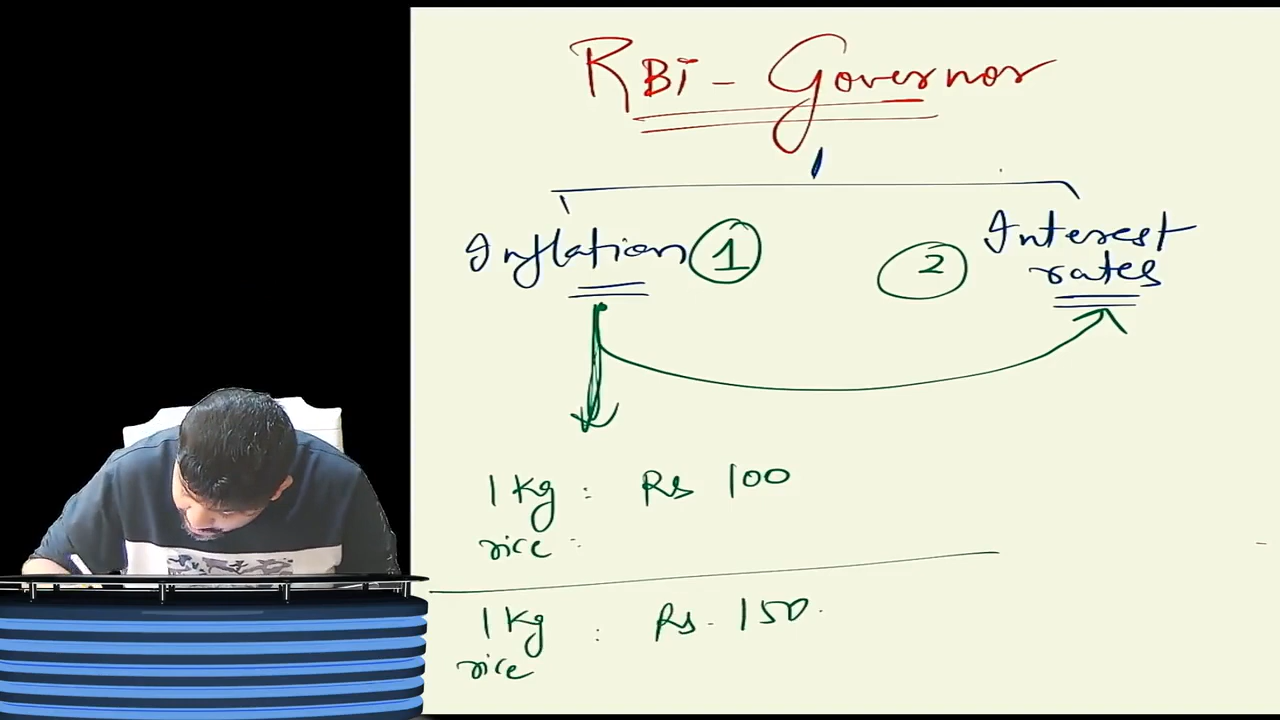 RBI - Governor
Inflation 1
2 Interest
rates
1 Kg : Rs 100
rice :
1 Kg : Rs. 150.
rice